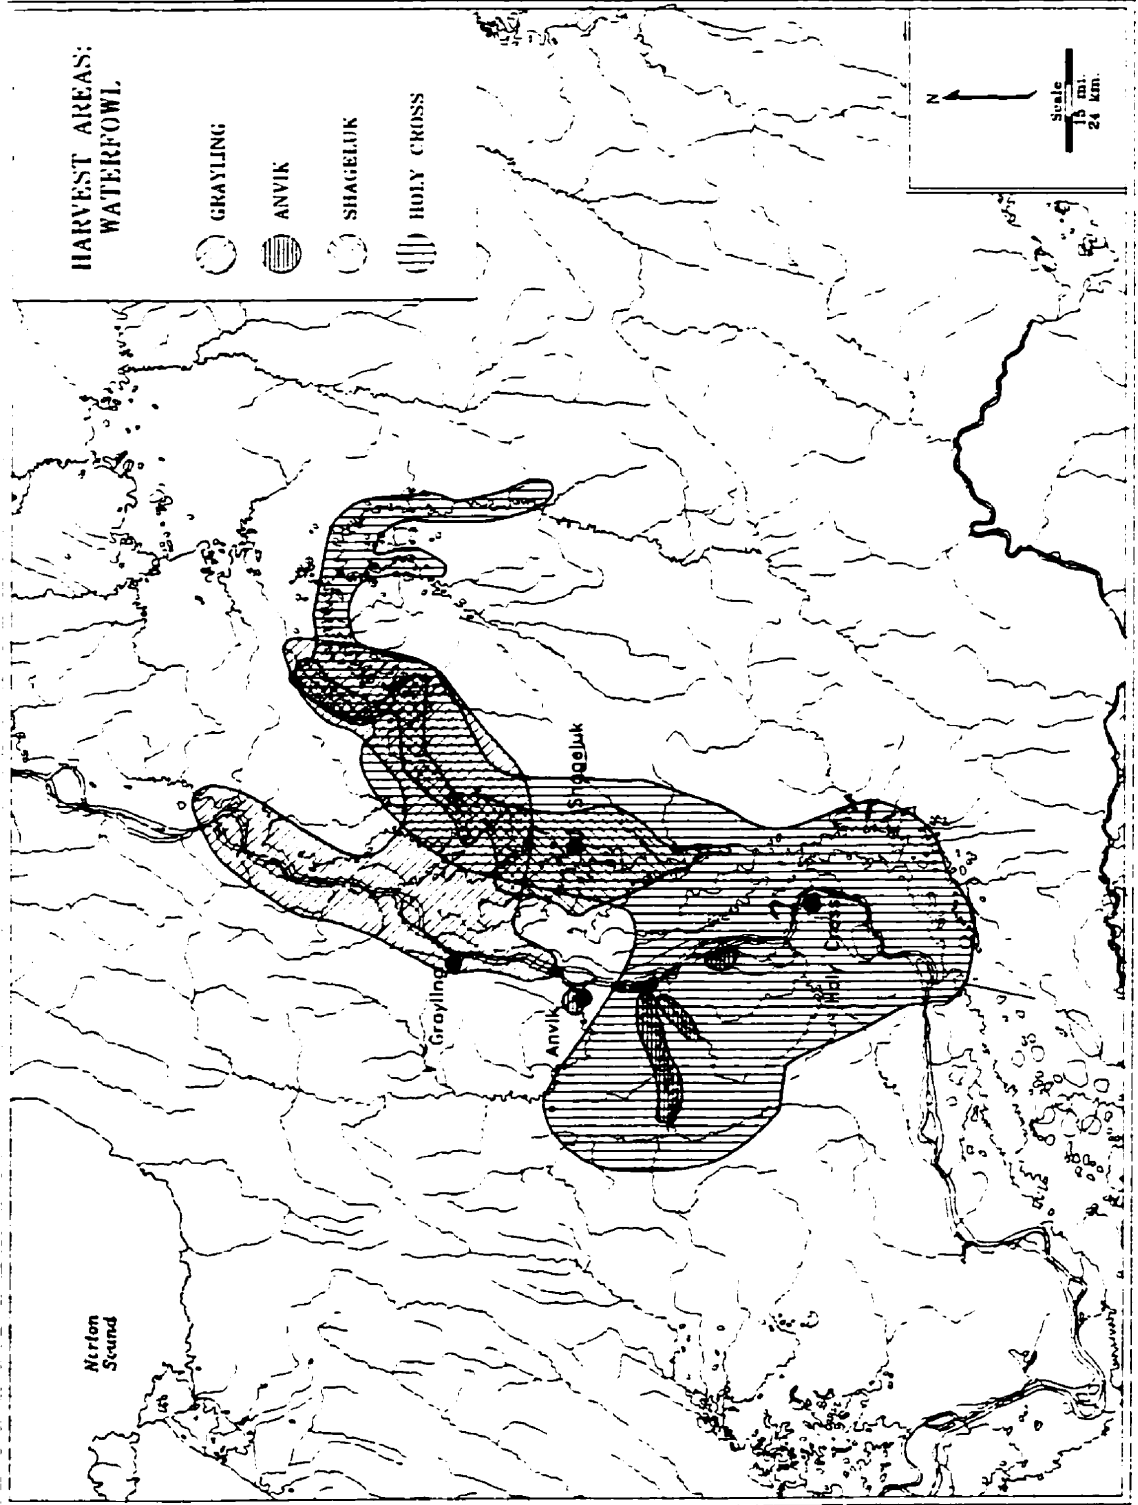 HARVEST AREAS:
WATERFOWL
GRAYLING
ANVIK
SHAGELUK
HOLY CROSS
Norton
Sound
Grayling
Anvik
Shageluk
Holy Cross
N
Scale
15 mi.
24 km.